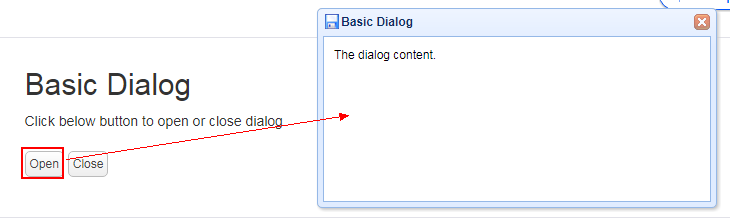 Basic Dialog
Click below button to open or close dialog
Open Close
Basic Dialog
The dialog content.